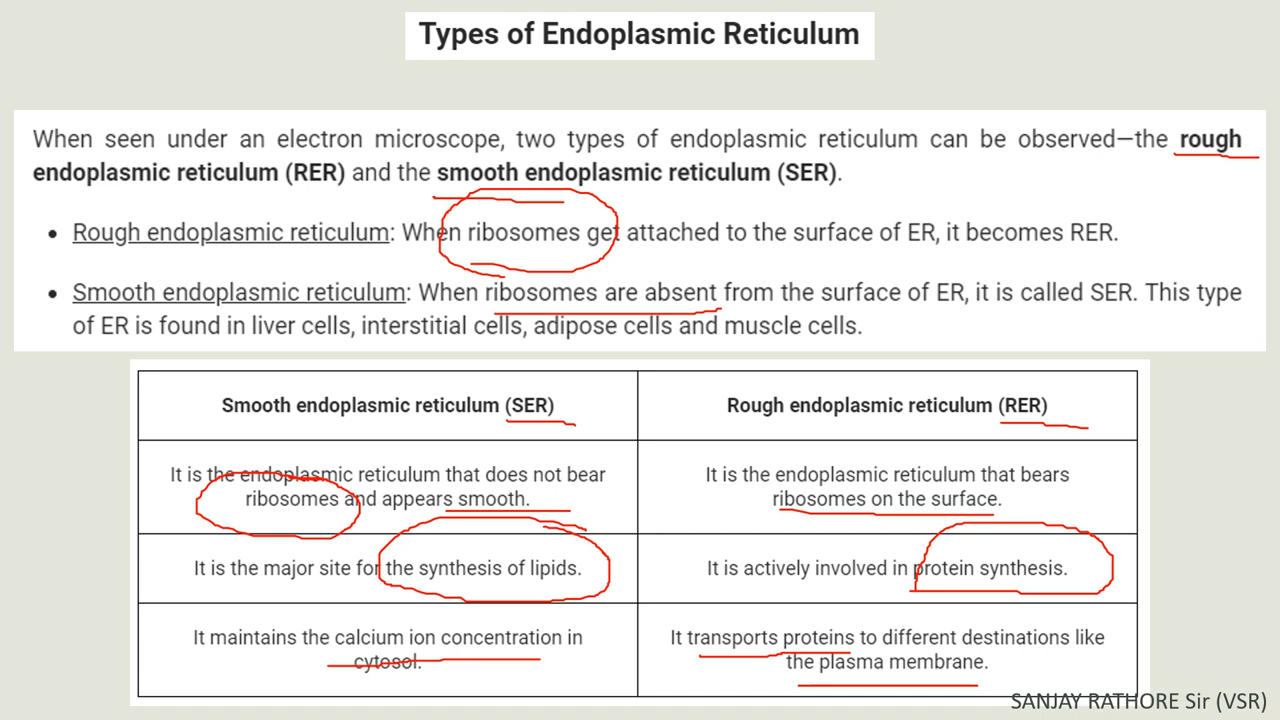 Types of Endoplasmic Reticulum
When seen under an electron microscope, two types of endoplasmic reticulum can be observed—the rough
endoplasmic reticulum (RER) and the smooth endoplasmic reticulum (SER).
• Rough endoplasmic reticulum: When ribosomes get attached to the surface of ER, it becomes RER.
• Smooth endoplasmic reticulum: When ribosomes are absent from the surface of ER, it is called SER. This type
of ER is found in liver cells, interstitial cells, adipose cells and muscle cells.
Smooth endoplasmic reticulum (SER)
Rough endoplasmic reticulum (RER)
It is the endoplasmic reticulum that does not bear
ribosomes and appears smooth.
It is the endoplasmic reticulum that bears
ribosomes on the surface.
It is the major site for the synthesis of lipids.
It is actively involved in protein synthesis.
It maintains the calcium ion concentration in
cytosol.
It transports proteins to different destinations like
the plasma membrane.
SANJAY RATHORE Sir (VSR)